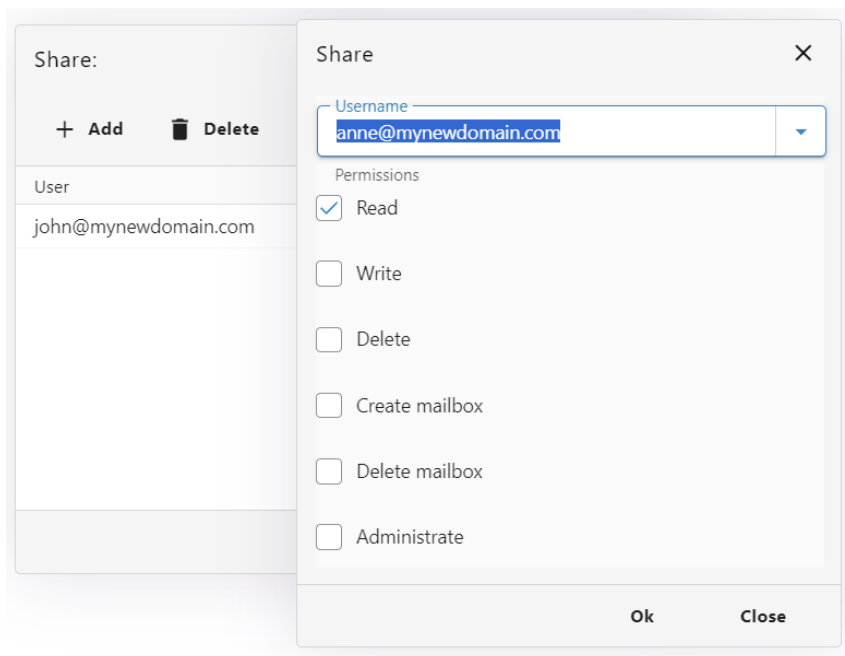 Share:
Add Delete
User
john@mynewdomain.com
Share
Username
anne@mynewdomain.com
Permissions
Read
Write
Delete
Create mailbox
Delete mailbox
Administrate
Ok Close